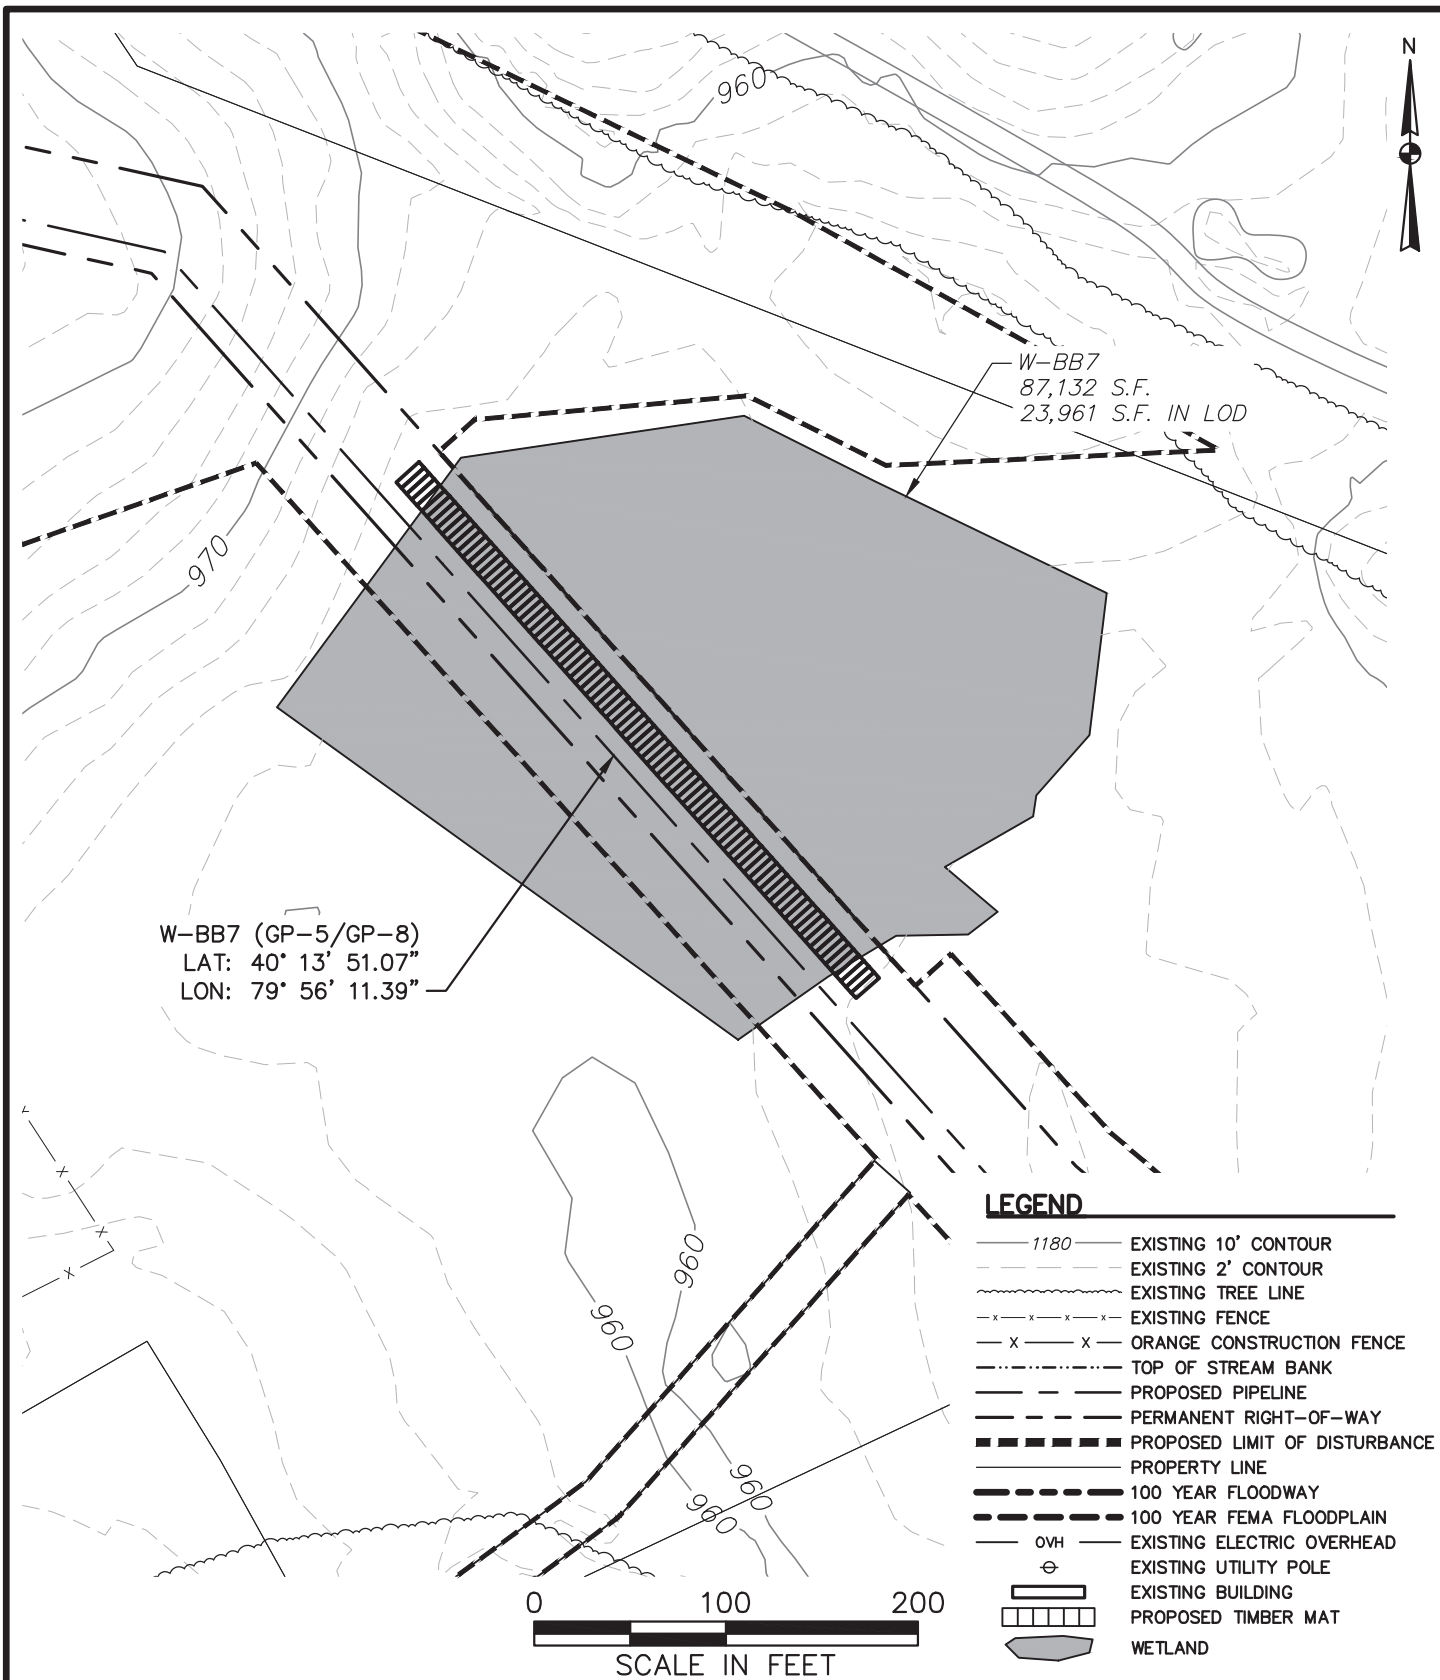 N
960
W-BB7
87,132 S.F.
23,961 S.F. IN LOD
970
W-BB7 (GP-5/GP-8)
LAT: 40° 13' 51.07"
LON: 79° 56' 11.39"
X
X
X
960
960
960
960
LEGEND
1180 EXISTING 10' CONTOUR
EXISTING 2' CONTOUR
EXISTING TREE LINE
x x x x EXISTING FENCE
X X ORANGE CONSTRUCTION FENCE
TOP OF STREAM BANK
PROPOSED PIPELINE
PERMANENT RIGHT-OF-WAY
PROPOSED LIMIT OF DISTURBANCE
PROPERTY LINE
100 YEAR FLOODWAY
100 YEAR FEMA FLOODPLAIN
OVH EXISTING ELECTRIC OVERHEAD
EXISTING UTILITY POLE
EXISTING BUILDING
PROPOSED TIMBER MAT
WETLAND
0 100 200
SCALE IN FEET